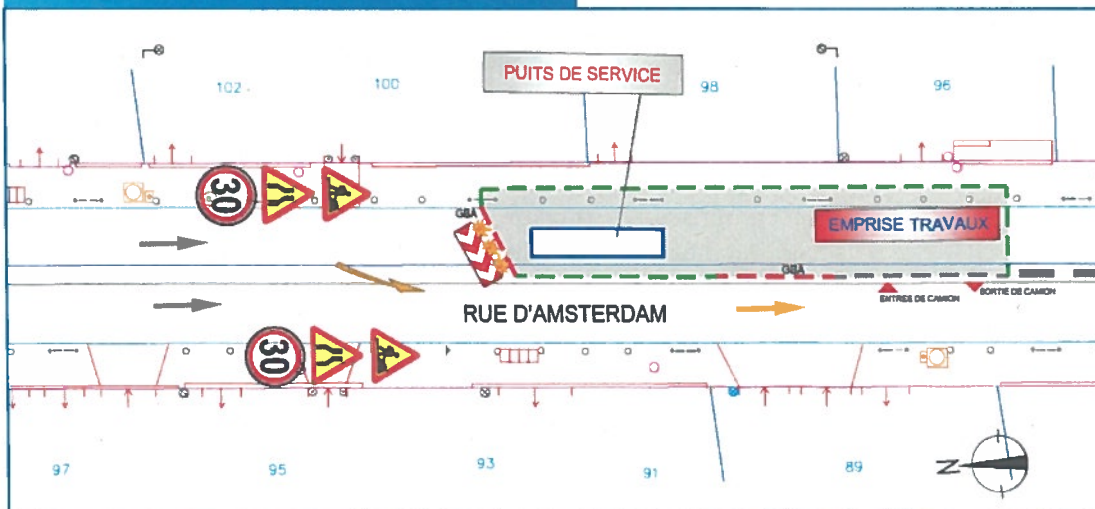 PUITS DE SERVICE
102
100
98
96
30
GBA
EMPRISE TRAVAUX
GBA
ENTREE DE CAMION
SORTIE DE CAMION
RUE D'AMSTERDAM
30
97
95
93
91
89
N